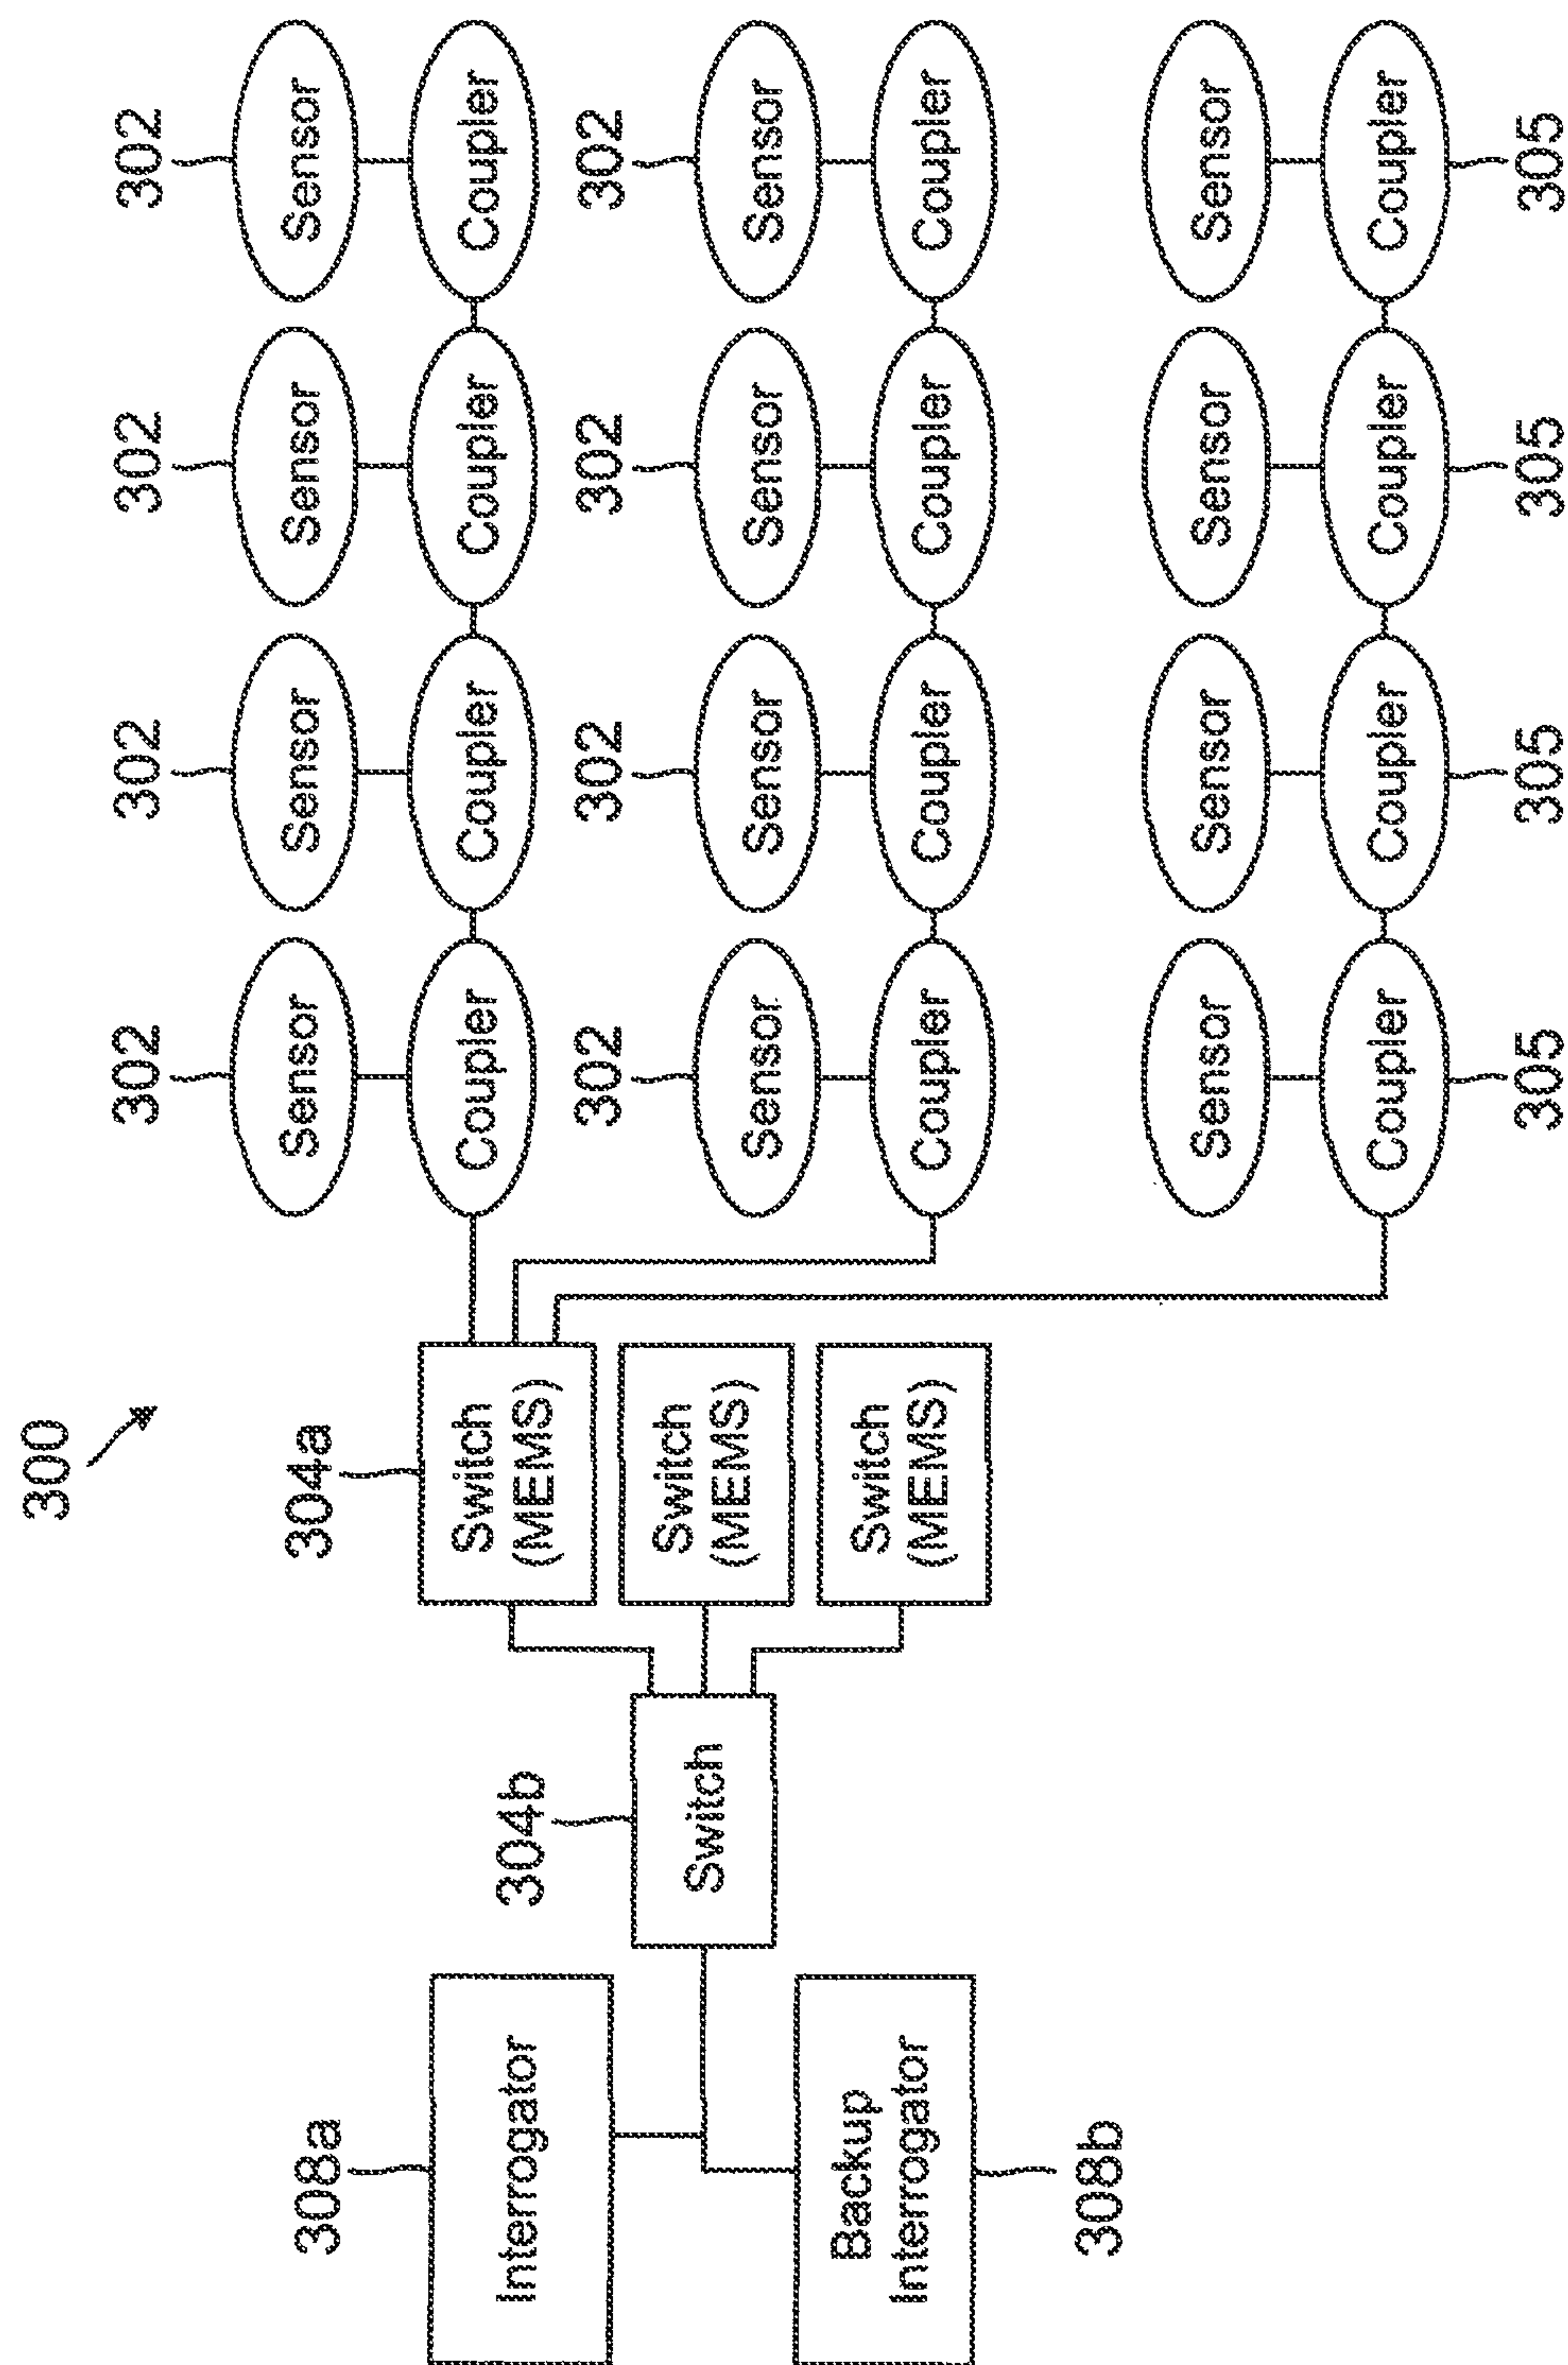 300
302
302
302
302
Sensor
Sensor
Sensor
Sensor
304a
Coupler
Coupler
Coupler
Coupler
Switch
(MEMS)
308a
Interrogator
304b
Switch
Switch
(MEMS)
302
302
302
302
Sensor
Sensor
Sensor
Sensor
Backup
Interrogator
Switch
(MEMS)
Coupler
Coupler
Coupler
Coupler
308b
Sensor
Sensor
Sensor
Sensor
Coupler
Coupler
Coupler
Coupler
305
305
305
305